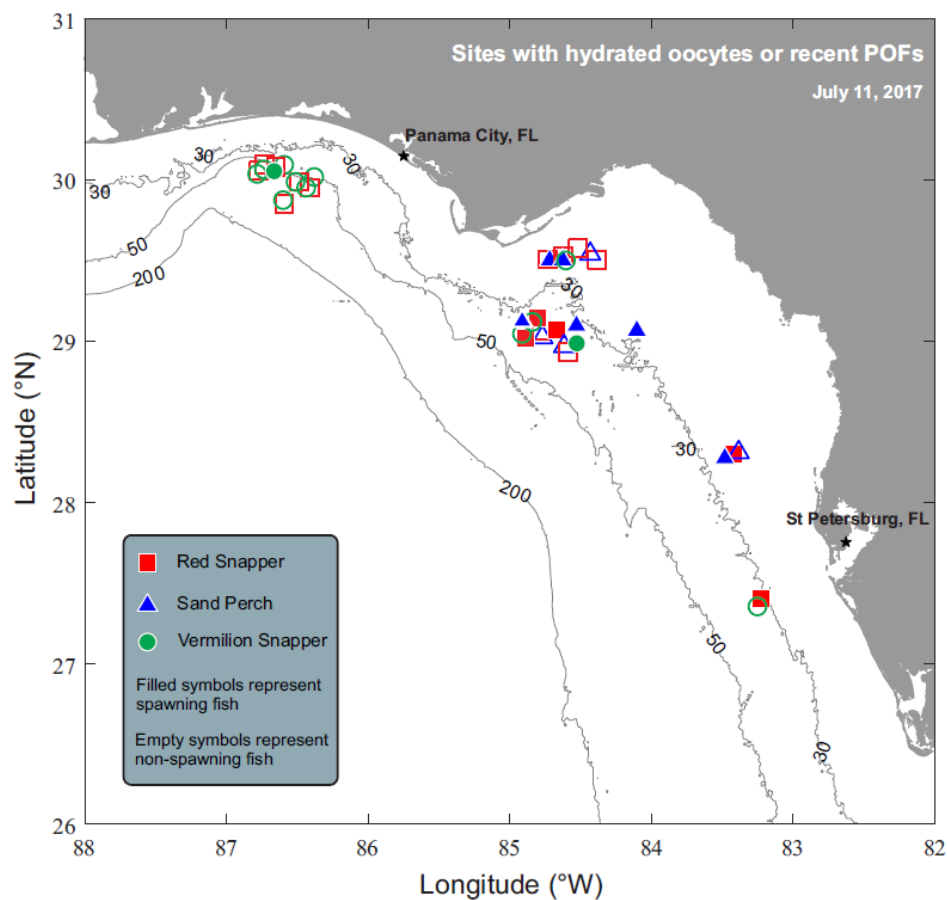 31
Sites with hydrated oocytes or recent POFs
July 11, 2017
Panama City, FL
30
30
30
30
50
200
30
29
50
30
28
200
St Petersburg, FL
Red Snapper
Sand Perch
Vermilion Snapper
Filled symbols represent
spawning fish
Empty symbols represent
non-spawning fish
27
50
30
26
88
87
86
85
84
83
82
Latitude (°N)
Longitude (°W)